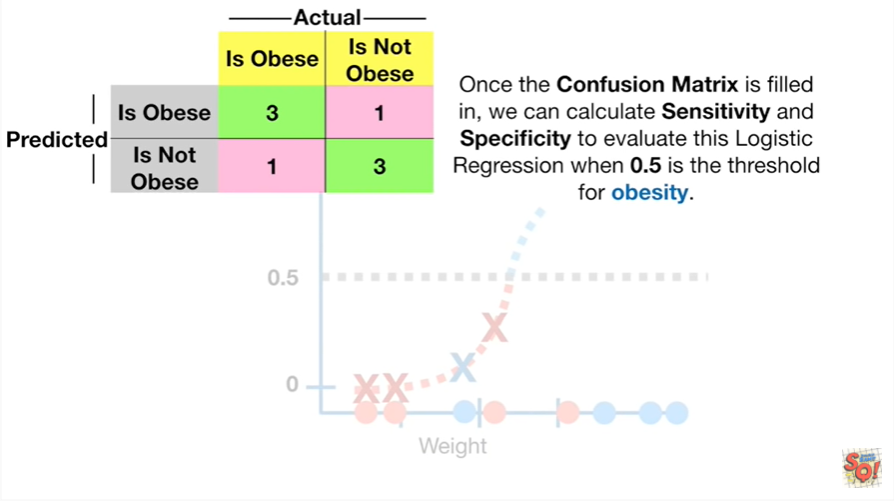 Actual
Is Obese
Is Not
Obese
Is Obese
3
1
Predicted
Is Not
Obese
1
3
Once the Confusion Matrix is filled
in, we can calculate Sensitivity and
Specificity to evaluate this Logistic
Regression when 0.5 is the threshold
for obesity.
0.5
X
X
X
X
0
Weight
SQ!